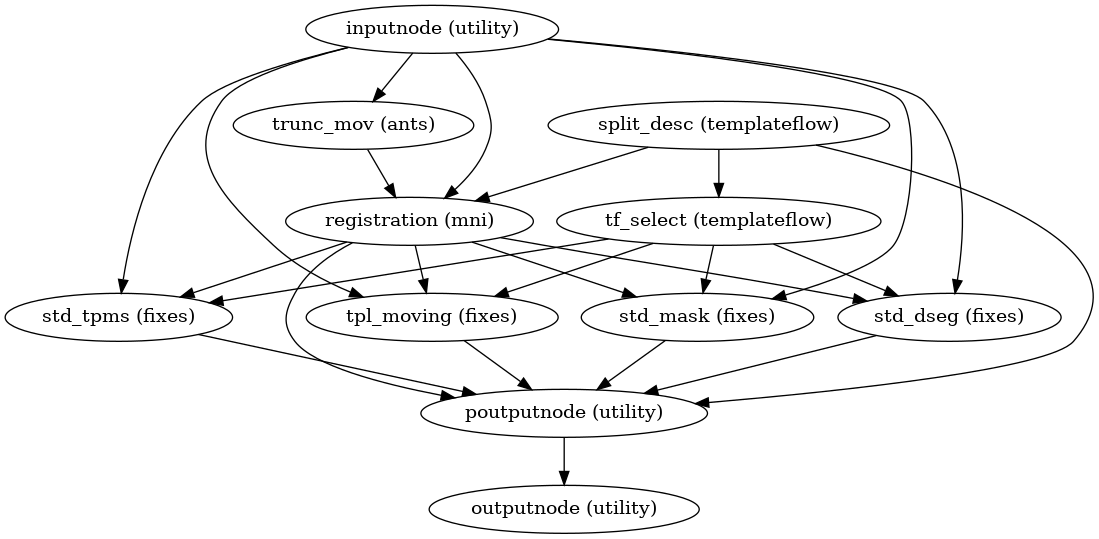 inputnode (utility)
trunc_mov (ants)
split_desc (templateflow)
registration (mni)
tf_select (templateflow)
std_tpms (fixes)
tpl_moving (fixes)
std_mask (fixes)
std_dseg (fixes)
poutputnode (utility)
outputnode (utility)